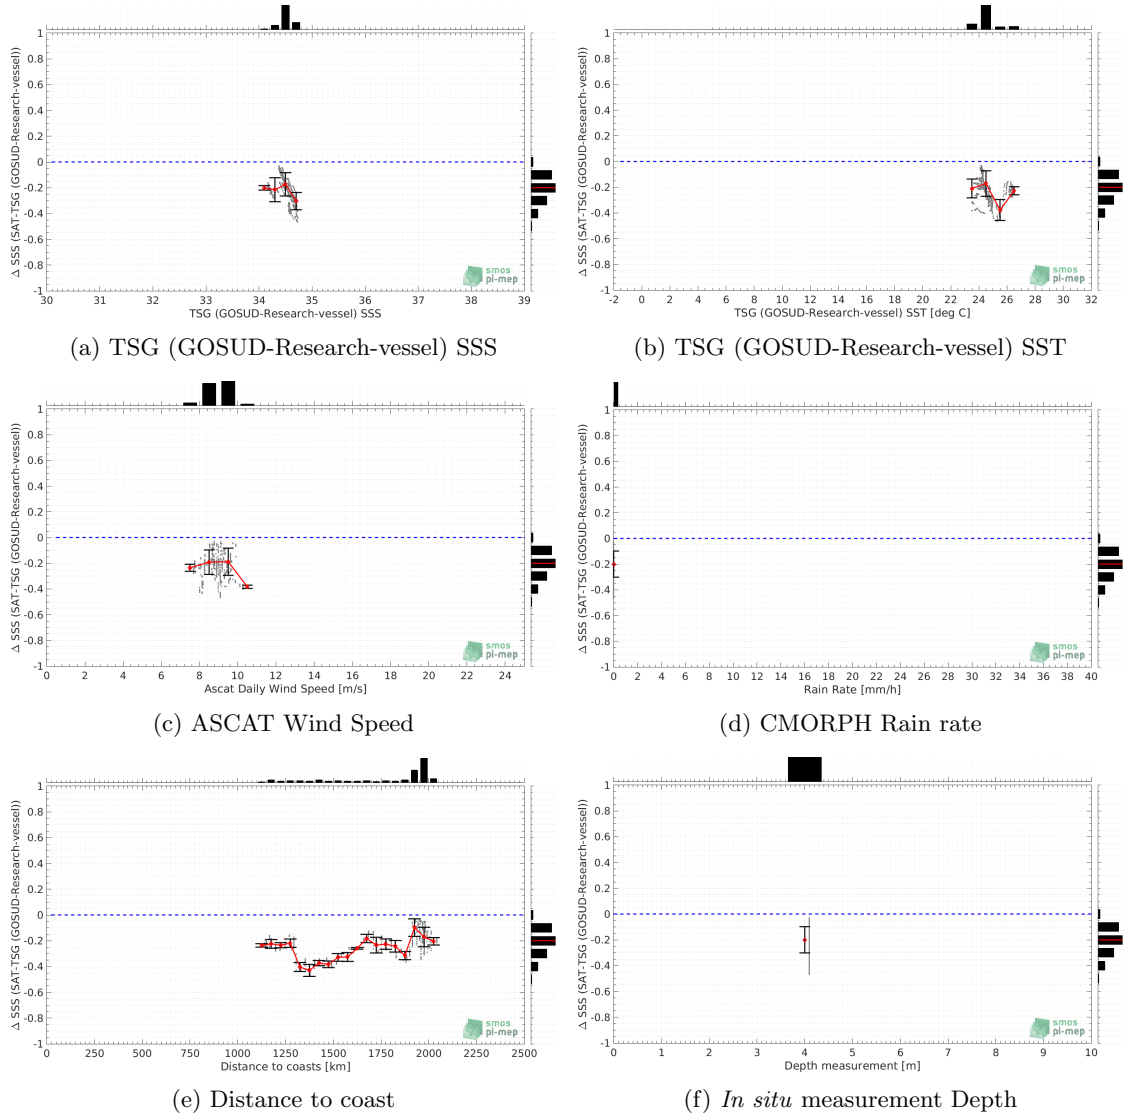 1
0.8
0.6
0.4
0.2
0
-0.2
-0.4
-0.6
-0.8
-1
Δ SSS (SAT-TSG (GOSUD-Research-vessel))
30 31 32 33 34 35 36 37 38 39
TSG (GOSUD-Research-vessel) SSS
smos
pi-mep
(a) TSG (GOSUD-Research-vessel) SSS
1
0.8
0.6
0.4
0.2
0
-0.2
-0.4
-0.6
-0.8
-1
Δ SSS (SAT-TSG (GOSUD-Research-vessel))
-2 0 2 4 6 8 10 12 14 16 18 20 22 24 26 28 30 32
TSG (GOSUD-Research-vessel) SST [deg C]
smos
pi-mep
(b) TSG (GOSUD-Research-vessel) SST
1
0.8
0.6
0.4
0.2
0
-0.2
-0.4
-0.6
-0.8
-1
Δ SSS (SAT-TSG (GOSUD-Research-vessel))
0 2 4 6 8 10 12 14 16 18 20 22 24
Ascat Daily Wind Speed [m/s]
smos
pi-mep
(c) ASCAT Wind Speed
1
0.8
0.6
0.4
0.2
0
-0.2
-0.4
-0.6
-0.8
-1
Δ SSS (SAT-TSG (GOSUD-Research-vessel))
0 2 4 6 8 10 12 14 16 18 20 22 24 26 28 30 32 34 36 38 40
Rain Rate [mm/h]
smos
pi-mep
(d) CMORPH Rain rate
1
0.8
0.6
0.4
0.2
0
-0.2
-0.4
-0.6
-0.8
-1
Δ SSS (SAT-TSG (GOSUD-Research-vessel))
0 250 500 750 1000 1250 1500 1750 2000 2250 2500
Distance to coasts [km]
smos
pi-mep
(e) Distance to coast
1
0.8
0.6
0.4
0.2
0
-0.2
-0.4
-0.6
-0.8
-1
Δ SSS (SAT-TSG (GOSUD-Research-vessel))
0 1 2 3 4 5 6 7 8 9 10
Depth measurement [m]
smos
pi-mep
(f) In situ measurement Depth